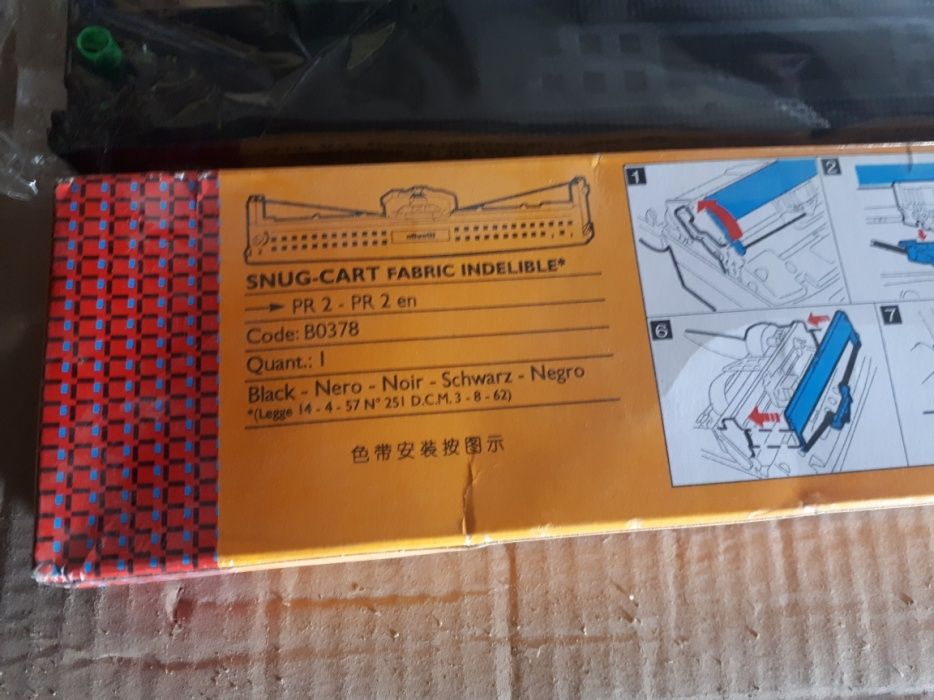 olivetti
SNUG-CART FABRIC INDELIBLE*
PR 2 - PR 2 en
Code: B0378
Quant.: 1
Black - Nero - Noir - Schwarz - Negro
*(Legge 14 - 4 - 57 N° 251 D.C.M. 3 - 8 - 62)
色带安装按图示
1
2
6
7